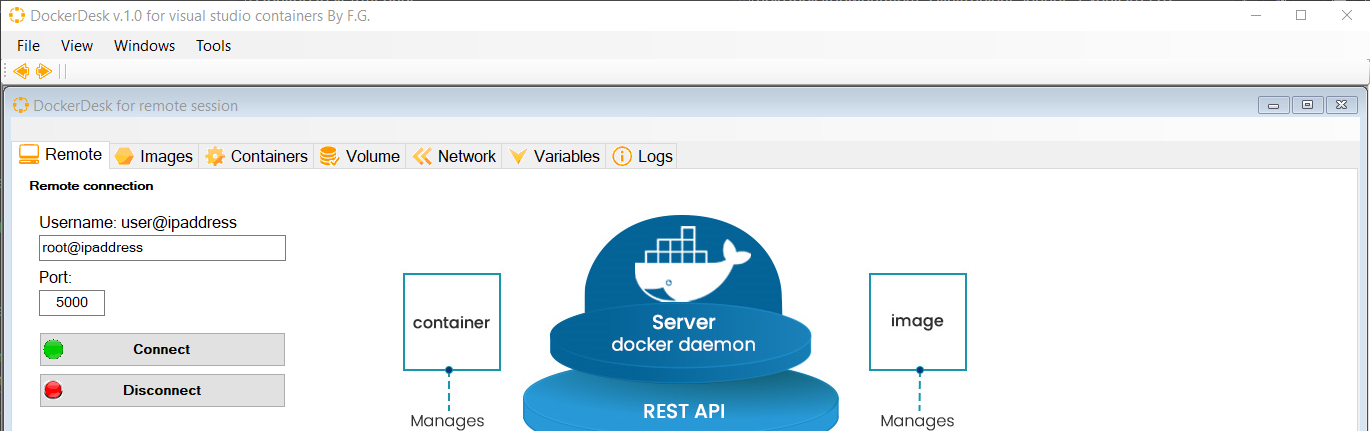 DockerDesk v.1.0 for visual studio containers By F.G.
File View Windows Tools
DockerDesk for remote session
Remote Images Containers Volume Network Variables Logs
Remote connection
Username: user@ipaddress
root@ipaddress
Port:
5000
Connect
Disconnect
container
Manages
Server
docker daemon
REST API
image
Manages